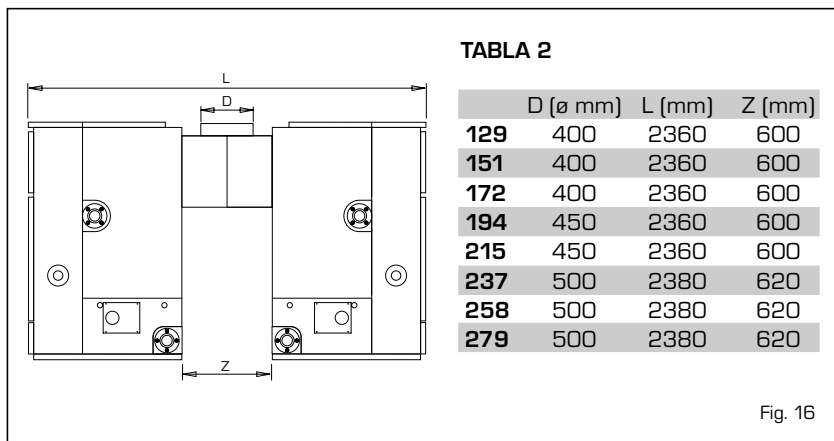 TABLA 2
L
D
Z
D (ø mm) L (mm) Z (mm)
129 400 2360 600
151 400 2360 600
172 400 2360 600
194 450 2360 600
215 450 2360 600
237 500 2380 620
258 500 2380 620
279 500 2380 620
Fig. 16